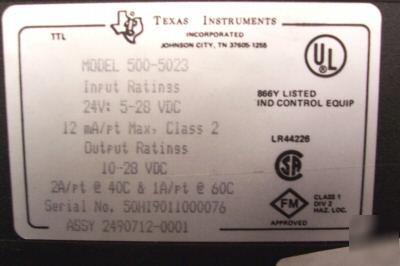 TTL
TEXAS INSTRUMENTS
INCORPORATED
JOHNSON CITY, TN 37605-1255
MODEL 500-5023
Input Ratings
24V: 5-28 VDC
12 mA/pt Max, Class 2
Output Ratings
10-28 VDC
2A/pt @ 40C & 1A/pt @ 60C
Serial No. 50HI9011000076
ASSY 2490712-0001
UL
®
866Y LISTED
IND CONTROL EQUIP
LR44226
SA
FM
CLASS 1
DIV 2
HAZ. LOC.